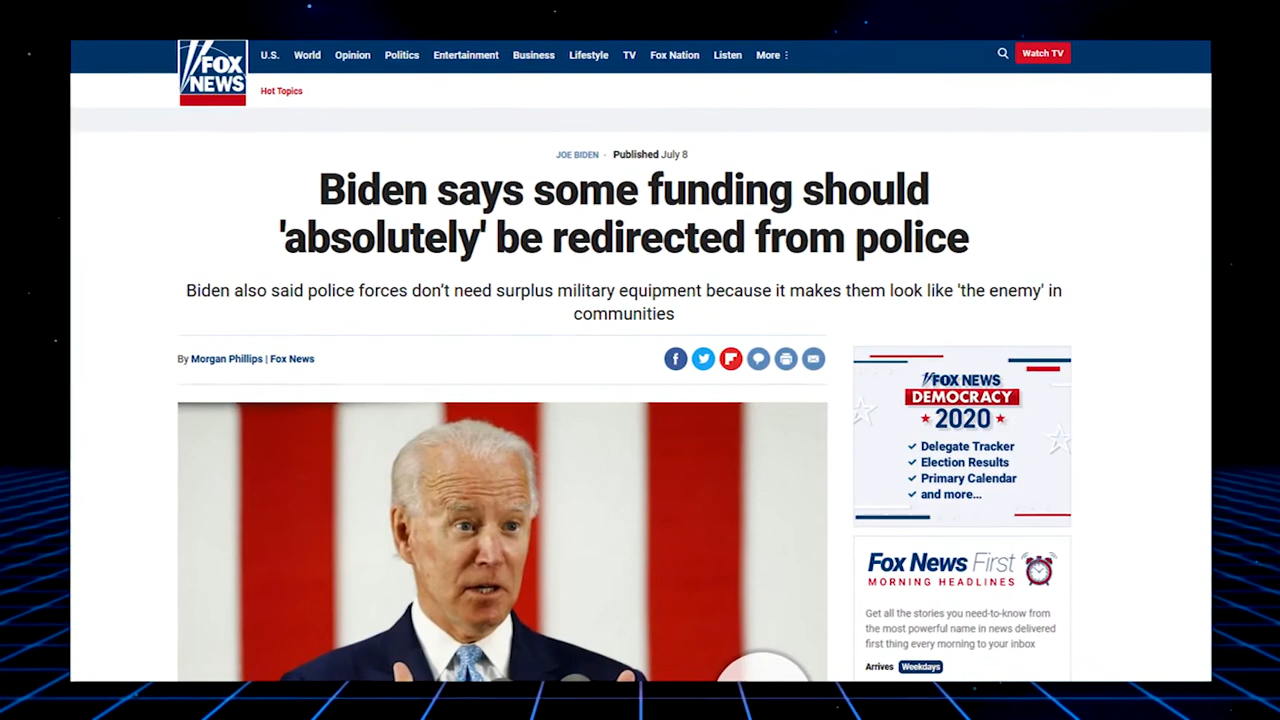 FOX
NEWS
U.S. World Opinion Politics Entertainment Business Lifestyle TV Fox Nation Listen More
Watch TV
Hot Topics
JOE BIDEN · Published July 8
Biden says some funding should
'absolutely' be redirected from police
Biden also said police forces don't need surplus military equipment because it makes them look like 'the enemy' in
communities
By Morgan Phillips | Fox News
FOX NEWS
DEMOCRACY
2020
Delegate Tracker
Election Results
Primary Calendar
and more...
Fox News First
MORNING HEADLINES
Get all the stories you need-to-know from
the most powerful name in news delivered
first thing every morning to your inbox
Arrives Weekdays